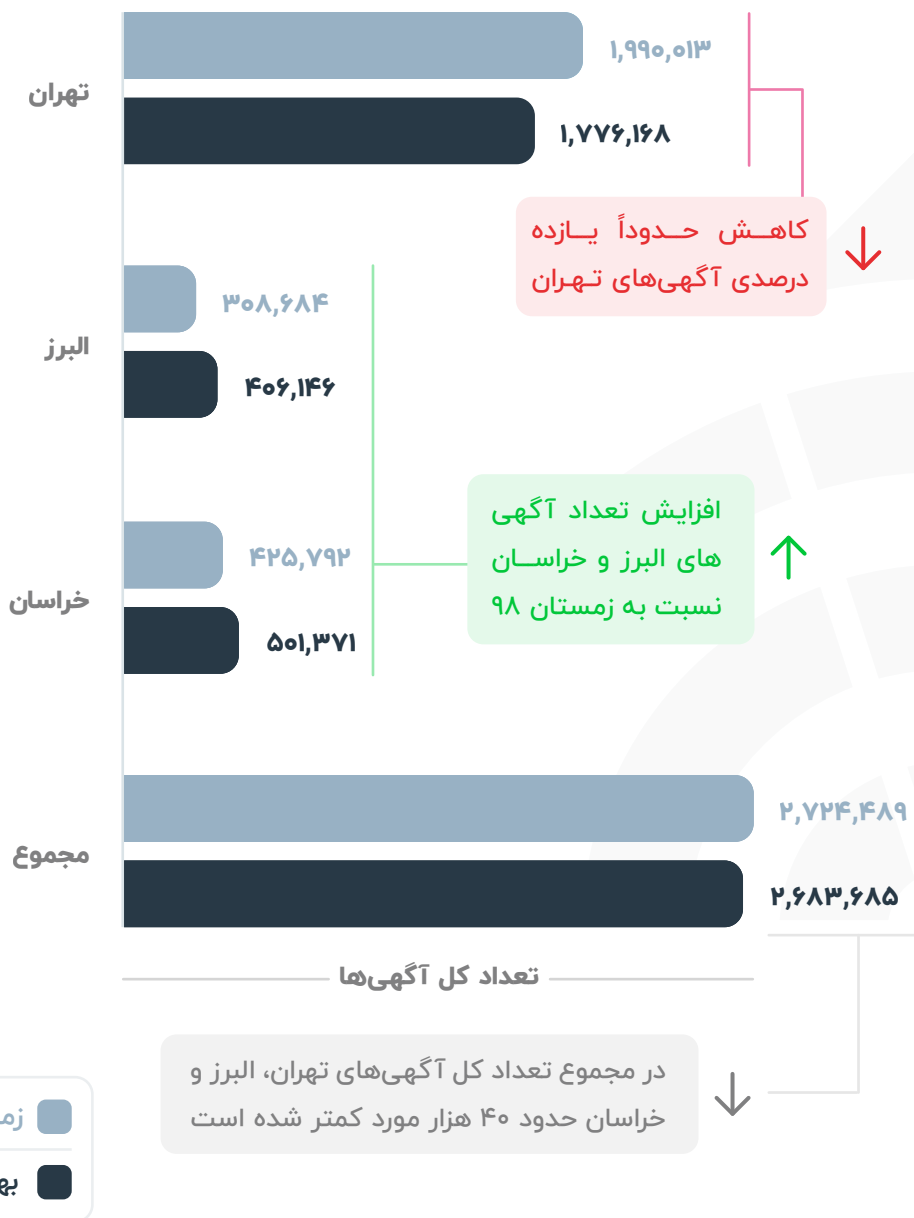 تهران
۱,۹۹۰,۰۱۳
۱,۷۷۶,۱۶۸
کاهش حدوداً یازده
درصدی آگهی‌های تهران
البرز
۳۰۸,۶۸۴
۴۰۶,۱۴۶
افزایش تعداد آگهی
های البرز و خراسان
نسبت به زمستان ۹۸
خراسان
۴۲۵,۷۹۲
۵۰۱,۳۷۱
مجموع
۲,۷۲۴,۴۸۹
۲,۶۸۳,۶۸۵
تعداد کل آگهی‌ها
در مجموع تعداد کل آگهی‌های تهران، البرز و
خراسان حدود ۴۰ هزار مورد کمتر شده است